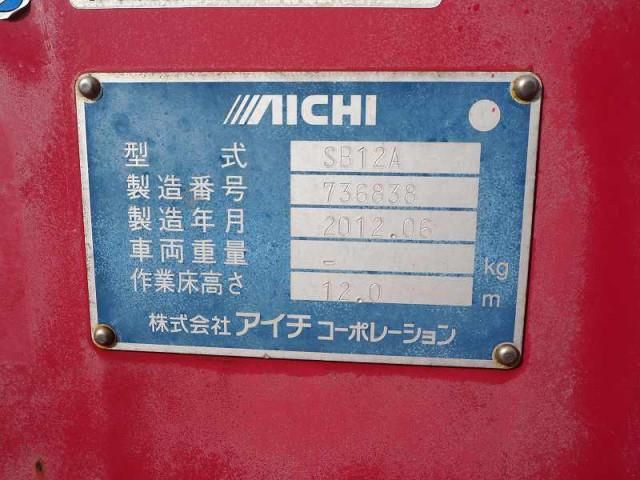 AICHI
型式 SB12A
製造番号 736838
製造年月 2012.06
車両重量 - kg
作業床高さ 12.0 m
株式会社 アイチ コーポレーション